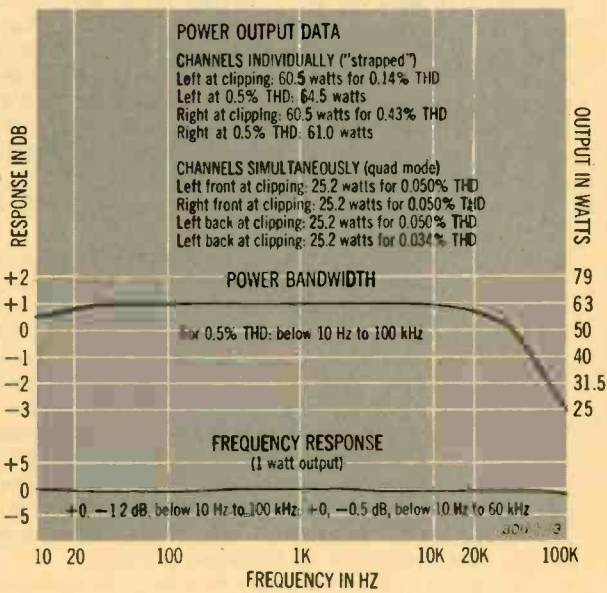 POWER OUTPUT DATA
CHANNELS INDIVIDUALLY ("strapped")
Left at clipping: 60.5 watts for 0.14% THD
Left at 0.5% THD: 64.5 watts
Right at clipping: 60.5 watts for 0.43% THD
Right at 0.5% THD: 61.0 watts
CHANNELS SIMULTANEOUSLY (quad mode)
Left front at clipping: 25.2 watts for 0.050% THD
Right front at clipping: 25.2 watts for 0.050% THD
Left back at clipping: 25.2 watts for 0.050% THD
Left back at clipping: 25.2 watts for 0.034% THD
RESPONSE IN DB
OUTPUT IN WATTS
POWER BANDWIDTH
+2 79
+1 63
0 50
For 0.5% THD: below 10 Hz to 100 kHz
-1 40
-2 31.5
-3 25
FREQUENCY RESPONSE
(1 watt output)
+5
0
-5
+0, -1.2 dB, below 10 Hz to 100 kHz: +0, -0.5 dB, below 10 Hz to 60 kHz
10 20 100 1K 10K 20K 100K
FREQUENCY IN HZ